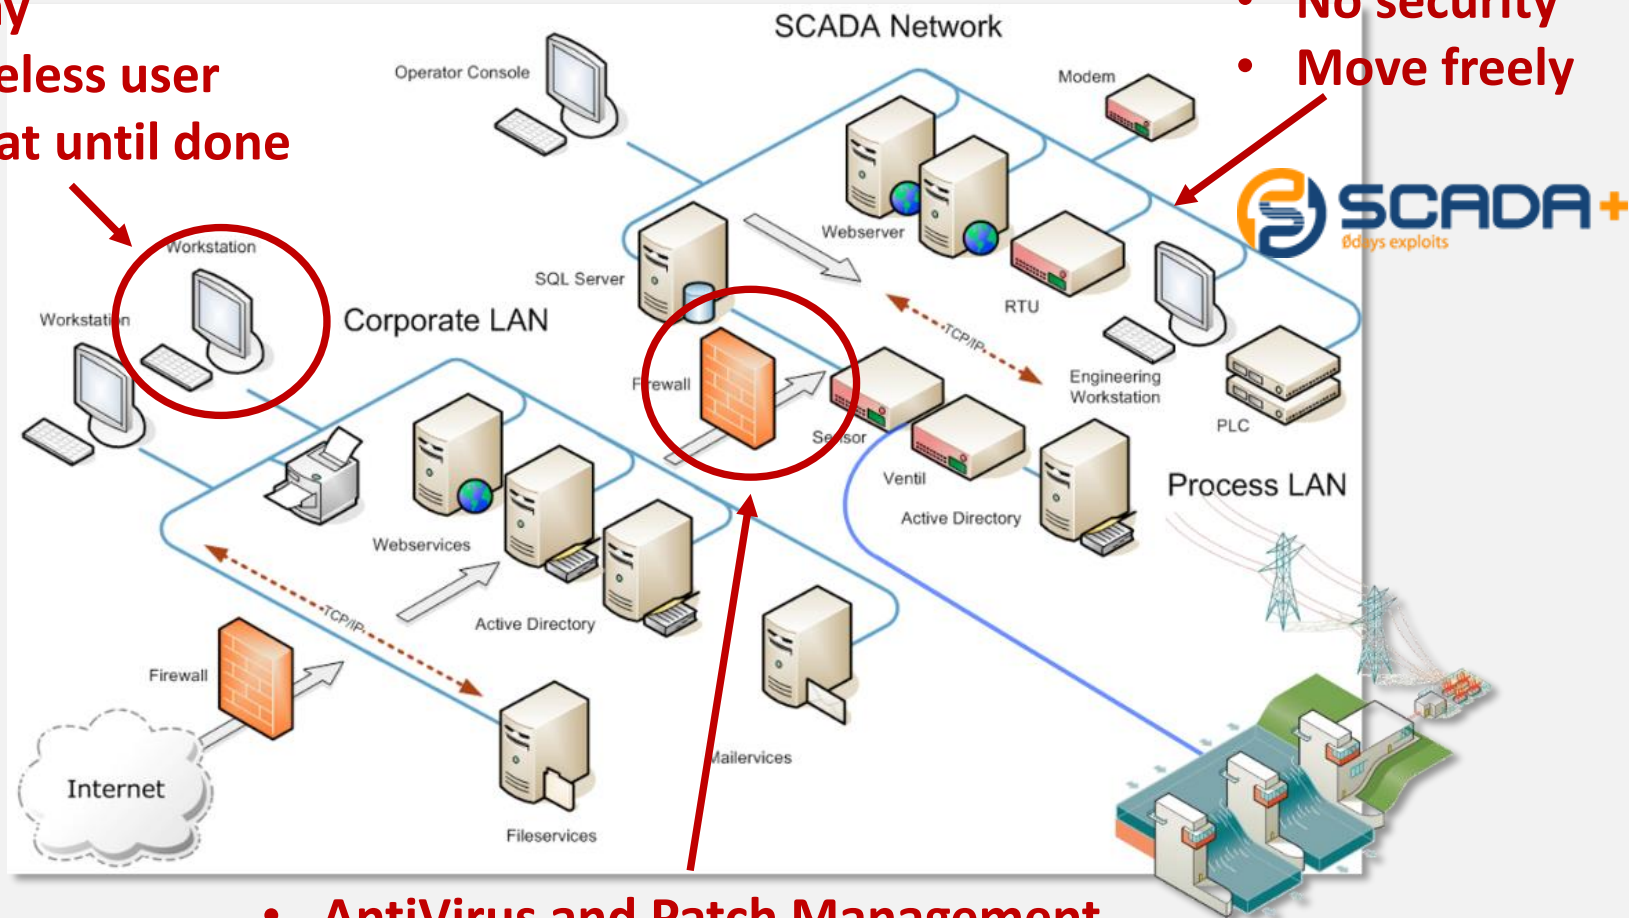 SCADA Network
No security
Move freely
eless user
at until done
Operator Console
Modem
SCADA+
0days exploits
Webserver
Workstation
SQL Server
RTU
TCP/IP
Workstation
Corporate LAN
Firewall
Engineering
Workstation
PLC
Sensor
Ventil
Process LAN
Active Directory
Webservices
TCP/IP
Active Directory
Firewall
Internet
Mailervices
Fileservices
AntiVirus and Patch Management